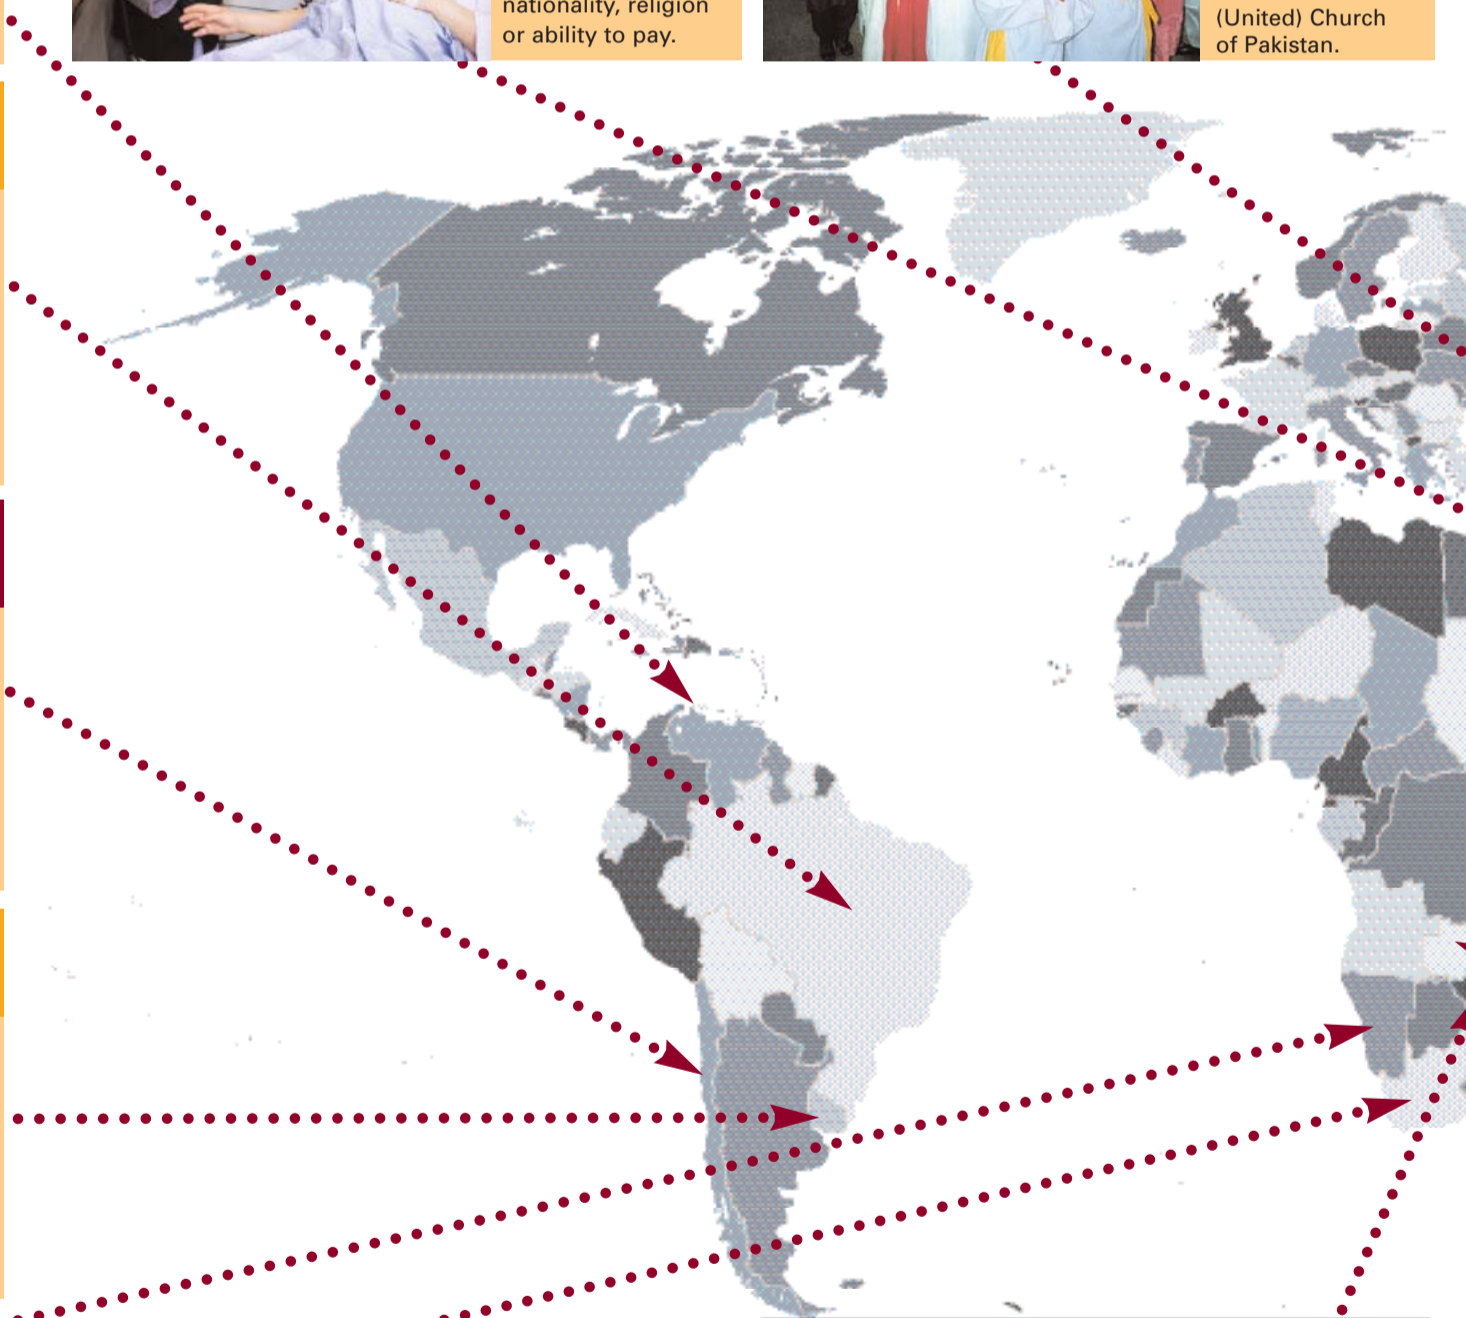 nationality, religion
or ability to pay.
(United) Church
of Pakistan.